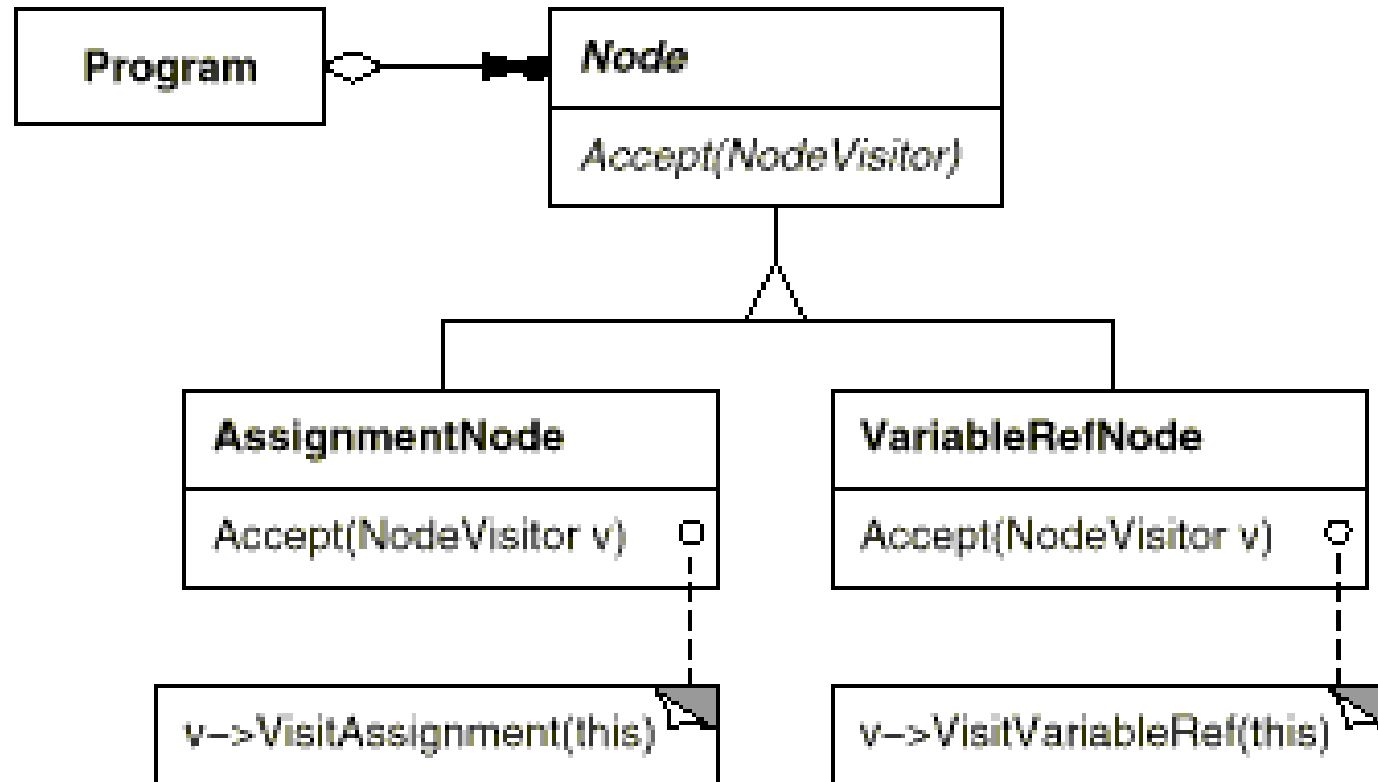 Program
Node
Accept(NodeVisitor)
AssignmentNode
Accept(NodeVisitor v)
VariableRefNode
Accept(NodeVisitor v)
v−>VisitAssignment(this)
v−>VisitVariableRef(this)